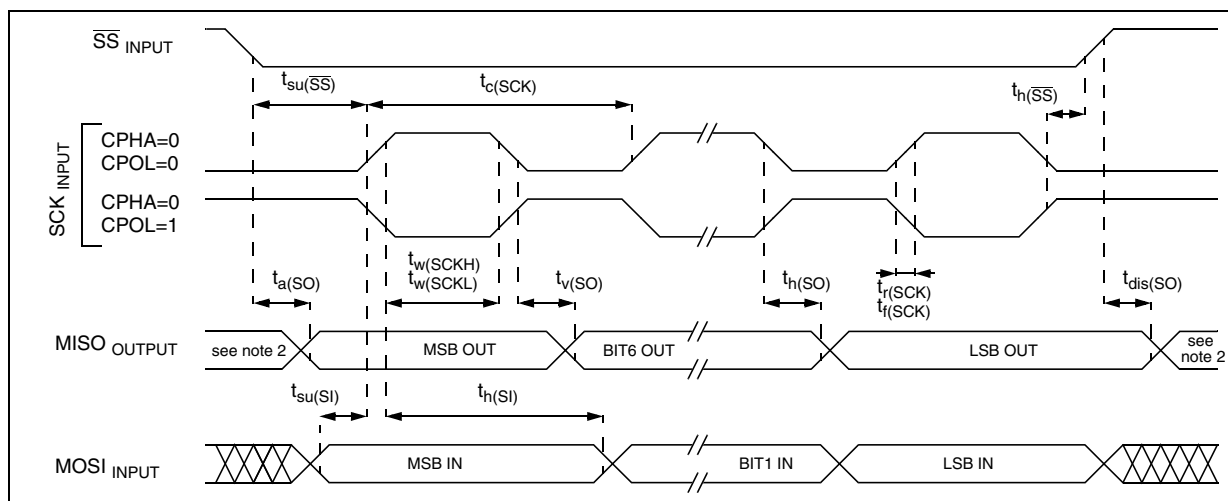 SS INPUT
tsu(SS)
tc(SCK)
th(SS)
SCK INPUT
CPHA=0
CPOL=0
CPHA=0
CPOL=1
ta(SO)
tw(SCKH)
tw(SCKL)
tv(SO)
th(SO)
tr(SCK)
tf(SCK)
tdis(SO)
MISO OUTPUT
see note 2
MSB OUT
BIT6 OUT
LSB OUT
see
note 2
tsu(SI)
th(SI)
MOSI INPUT
MSB IN
BIT1 IN
LSB IN